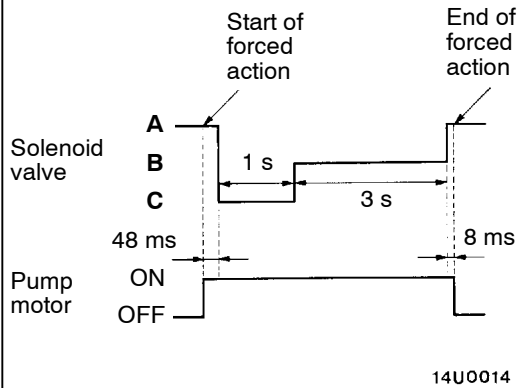 Start of
forced
action
End of
forced
action
Solenoid
valve
A
B
C
1 s
3 s
48 ms
8 ms
Pump
motor
ON
OFF
14U0014